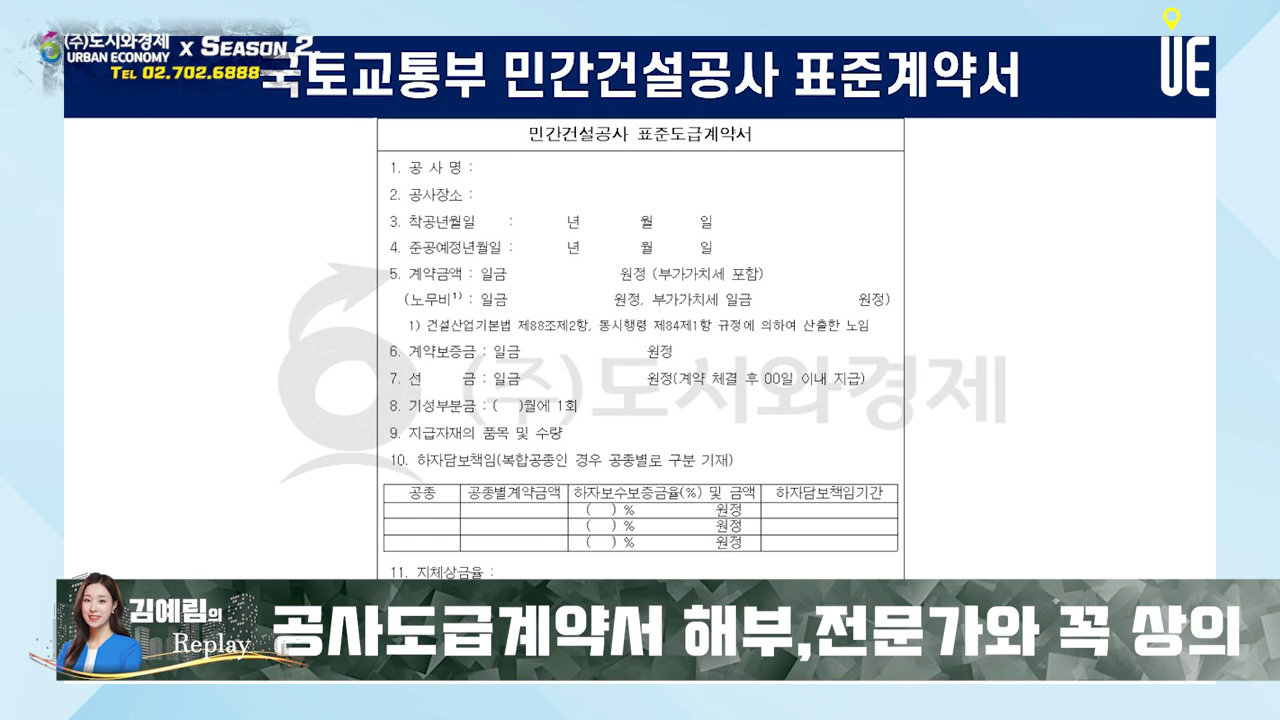 (주)도시와경제
URBAN ECONOMY
x SEASON 2.
TEL 02.702.6888
국토교통부 민간건설공사 표준계약서
UE
민간건설공사 표준도급계약서
1. 공 사 명 :
2. 공사장소 :
3. 착공년월일 : 년 월 일
4. 준공예정년월일 : 년 월 일
5. 계약금액 : 일금 원정 (부가가치세 포함)
(노무비1) : 일금 원정, 부가가치세 일금 원정)
1) 건설산업기본법 제88조제2항, 동시행령 제84제1항 규정에 의하여 산출한 노임
6. 계약보증금 : 일금 원정
7. 선 금 : 일금 원정(계약 체결 후 00일 이내 지급)
8. 기성부분금 : ( )월에 1회
9. 지급자재의 품목 및 수량
10. 하자담보책임(복합공종인 경우 공종별로 구분 기재)
공종 공종별계약금액 하자보수보증금율(%) 및 금액 하자담보책임기간
( ) % 원정
( ) % 원정
( ) % 원정
11. 지체상금율 :
(주)도시와경제
김예림의
Replay
공사도급계약서 해부,전문가와 꼭 상의